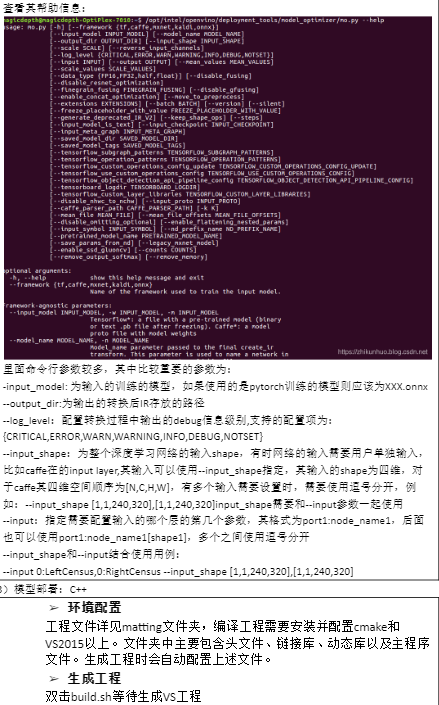 查看其帮助信息：
magicdepth@magicdepth-OptiPlex-7010:~$ /opt/intel/openvino/deployment_tools/model_optimizer/mo.py --help
usage: mo.py [-h] [--framework {tf,caffe,mxnet,kaldi,onnx}]
[--input_model INPUT_MODEL] [--model_name MODEL_NAME]
[--output_dir OUTPUT_DIR] [--input_shape INPUT_SHAPE]
[--scale SCALE] [--reverse_input_channels]
[--log_level {CRITICAL,ERROR,WARN,WARNING,INFO,DEBUG,NOTSET}]
[--input INPUT] [--output OUTPUT] [--mean_values MEAN_VALUES]
[--scale_values SCALE_VALUES]
[--data_type {FP16,FP32,half,float}] [--disable_fusing]
[--disable_resnet_optimization]
[--finegrain_fusing FINEGRAIN_FUSING] [--disable_gfusing]
[--enable_concat_optimization] [--move_to_preprocess]
[--extensions EXTENSIONS] [--batch BATCH] [--version] [--silent]
[--freeze_placeholder_with_value FREEZE_PLACEHOLDER_WITH_VALUE]
[--generate_deprecated_IR_V2] [--keep_shape_ops] [--steps]
[--input_model_is_text] [--input_checkpoint INPUT_CHECKPOINT]
[--input_meta_graph INPUT_META_GRAPH]
[--saved_model_dir SAVED_MODEL_DIR]
[--saved_model_tags SAVED_MODEL_TAGS]
[--tensorflow_subgraph_patterns TENSORFLOW_SUBGRAPH_PATTERNS]
[--tensorflow_operation_patterns TENSORFLOW_OPERATION_PATTERNS]
[--tensorflow_custom_operations_config_update TENSORFLOW_CUSTOM_OPERATIONS_CONFIG_UPDATE]
[--tensorflow_use_custom_operations_config TENSORFLOW_USE_CUSTOM_OPERATIONS_CONFIG]
[--tensorflow_object_detection_api_pipeline_config TENSORFLOW_OBJECT_DETECTION_API_PIPELINE_CONFIG]
[--tensorboard_logdir TENSORBOARD_LOGDIR]
[--tensorflow_custom_layer_libraries TENSORFLOW_CUSTOM_LAYER_LIBRARIES]
[--disable_nhwc_to_nchw] [--input_proto INPUT_PROTO]
[--caffe_parser_path CAFFE_PARSER_PATH] [-k K]
[--mean_file MEAN_FILE] [--mean_file_offsets MEAN_FILE_OFFSETS]
[--disable_omitting_optional] [--enable_flattening_nested_params]
[--input_symbol INPUT_SYMBOL] [--nd_prefix_name ND_PREFIX_NAME]
[--pretrained_model_name PRETRAINED_MODEL_NAME]
[--save_params_from_nd] [--legacy_mxnet_model]
[--enable_ssd_gluoncv] [--counts COUNTS]
[--remove_output_softmax] [--remove_memory]
optional arguments:
-h, --help show this help message and exit
--framework {tf,caffe,mxnet,kaldi,onnx}
Name of the framework used to train the input model.
Framework-agnostic parameters:
--input_model INPUT_MODEL, -w INPUT_MODEL, -m INPUT_MODEL
Tensorflow*: a file with a pre-trained model (binary
or text .pb file after freezing). Caffe*: a model
proto file with model weights
--model_name MODEL_NAME, -n MODEL_NAME
Model_name parameter passed to the final create_ir
transform. This parameter is used to name a network in
https://zhikunhuo.blog.csdn.net
里面命令行参数较多，其中比较重要的参数为：
-input_model:为输入的训练的模型，如果使用的是pytorch训练的模型则应该为XXX.onnx
--output_dir:为输出的转换后IR存放的路径
--log_level：配置转换过程中输出的debug信息级别,支持的配置项为：
{CRITICAL,ERROR,WARN,WARNING,INFO,DEBUG,NOTSET}
--input_shape：为整个深度学习网络的输入shape，有时网络的输入需要用户单独输入，
比如caffe在的input layer,其输入可以使用--input_shape指定，其输入的shape为四维，对
于caffe其四维空间顺序为[N,C,H,W]，有多个输入需要设置时，需要使用逗号分开，例
如：--input_shape [1,1,240,320],[1,1,240,320]input_shape需要和--input参数一起使用
--input：指定需要配置输入的哪个层的第几个参数，其格式为port1:node_name1，后面
也可以使用port1:node_name1[shape1]，多个之间使用逗号分开
--input_shape和--input结合使用用例：
--input 0:LeftCensus,0:RightCensus --input_shape [1,1,240,320],[1,1,240,320]
3）模型部署：C++
➢ 环境配置
工程文件详见matting文件夹，编译工程需要安装并配置cmake和
VS2015以上。文件夹中主要包含头文件、链接库、动态库以及主程序
文件。生成工程时会自动配置上述文件。
➢ 生成工程
双击build.sh等待生成VS工程